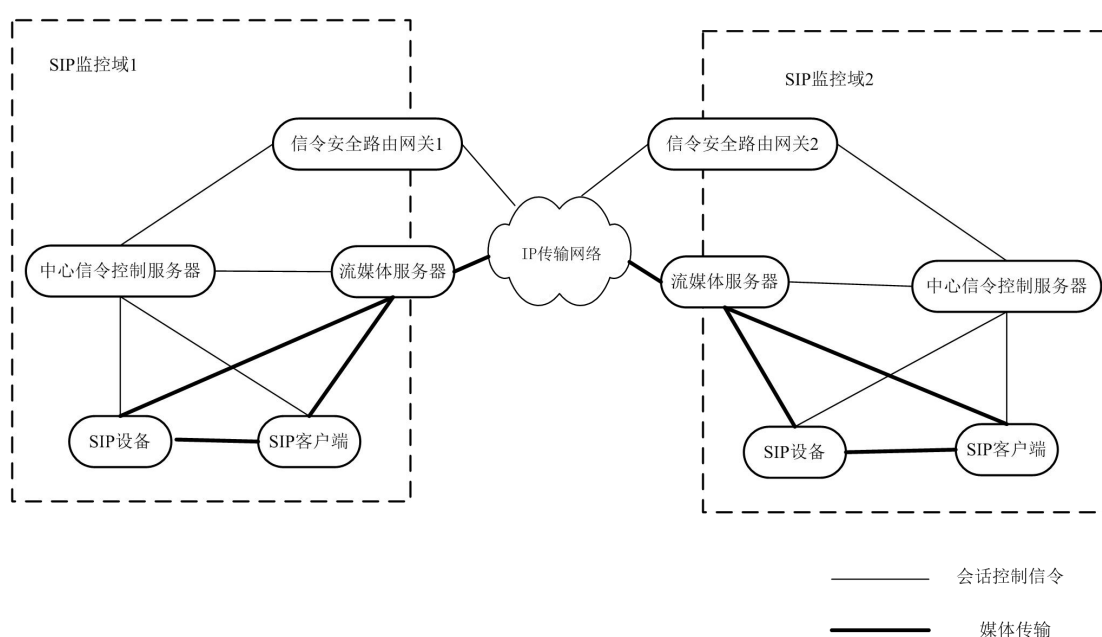 SIP监控域1
SIP监控域2
信令安全路由网关1
信令安全路由网关2
IP传输网络
中心信令控制服务器
流媒体服务器
流媒体服务器
中心信令控制服务器
SIP设备
SIP客户端
SIP设备
SIP客户端
会话控制信令
媒体传输